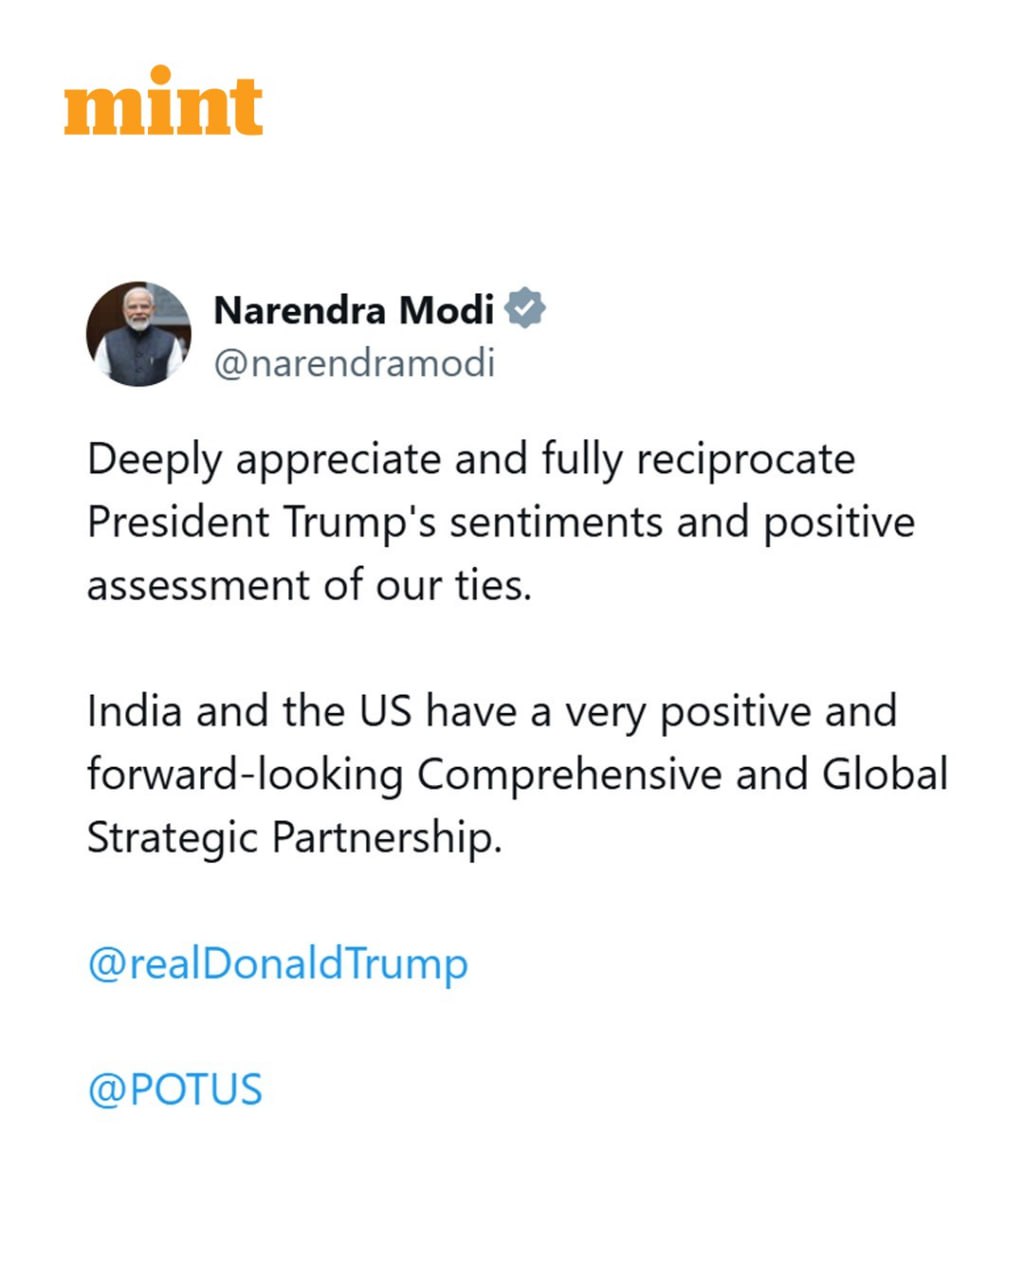 mint
Narendra Modi
@narendramodi
Deeply appreciate and fully reciprocate
President Trump's sentiments and positive
assessment of our ties.
India and the US have a very positive and
forward-looking Comprehensive and Global
Strategic Partnership.
@realDonaldTrump
@POTUS